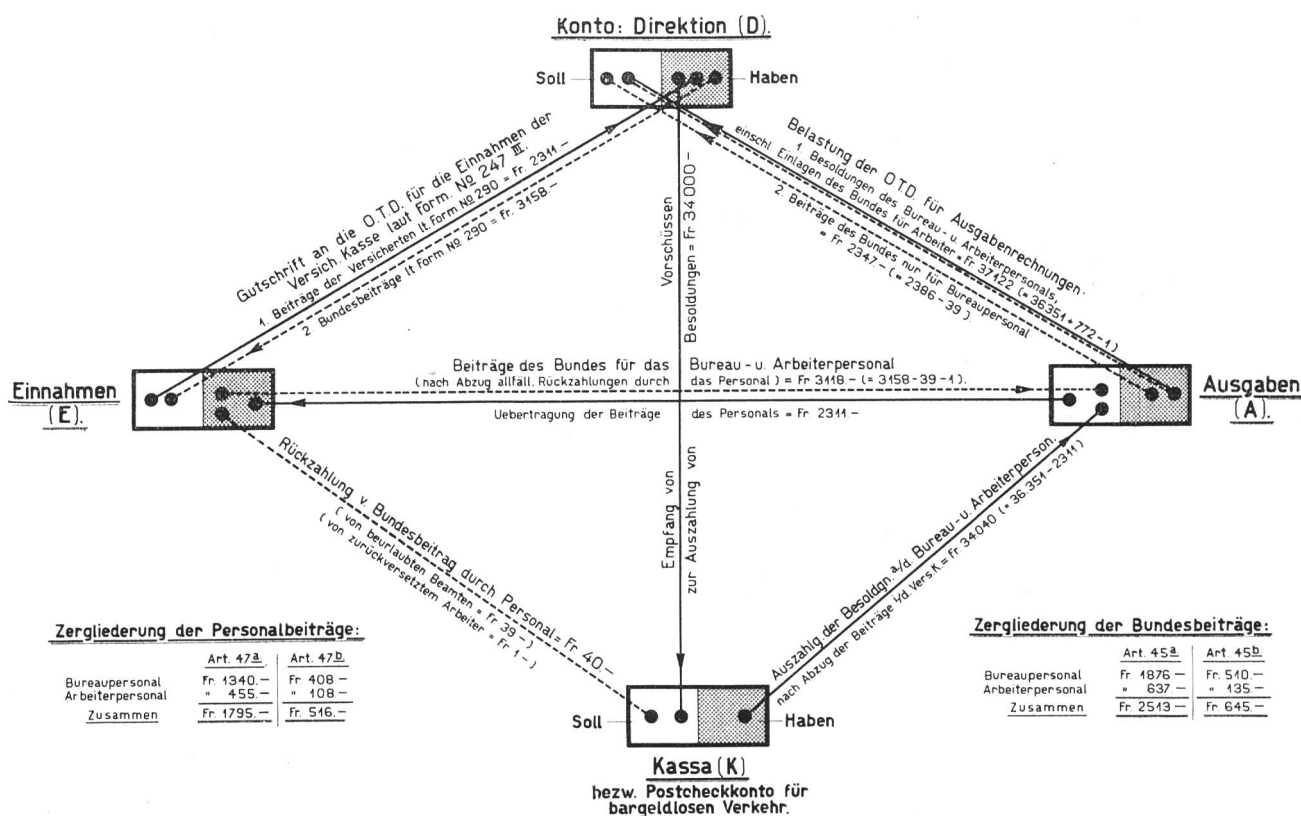 Konto: Direktion (D).
Soll
Haben
Gutschrift an die O.T.D. für die Einnahmen der
Versich. Kasse laut Form. № 247 III.
1. Beiträge der Versicherten lt. Form № 290 = Fr. 2311.–
2. Bundesbeiträge lt Form № 290 = Fr. 3158.–
Vorschüssen
Besoldungen = Fr 34 000 –
Belastung der O.T.D. für Ausgabenrechnungen.
1. Besoldungen des Bureau- u. Arbeiterpersonals,
einschl Einlagen des Bundes für Arbeiter = Fr 37122 (= 36351 + 772 – 1)
2. Beiträge des Bundes nur für Bureaupersonal
= Fr 2347.– (= 2386 – 39).
Einnahmen
(E).
Beiträge des Bundes für das Bureau - u. Arbeiterpersonal
(nach Abzug allfäll. Rückzahlungen durch das Personal) = Fr 3118 – (= 3158 – 39 – 1).
Uebertragung der Beiträge des Personals = Fr. 2311.–
Ausgaben
(A).
Rückzahlung v. Bundesbeitrag durch Personal = Fr 40.–
(von beurlaubten Beamten = Fr 39 –)
(von zurückversetztem Arbeiter = Fr 1 –)
Empfang von
zur Auszahlung von
Auszahlg der Besoldgn. a/d. Bureau - u. Arbeiterperson.
nach Abzug der Beiträge f/d. Vers.K. = Fr 34.040 (= 36.351 – 2311)
Zergliederung der Personalbeiträge:
Art. 47a. Art. 47b.
Bureaupersonal Fr. 1340.– Fr 408 –
Arbeiterpersonal " 455.– " 108 –
Zusammen Fr. 1795.– Fr. 516.–
Zergliederung der Bundesbeiträge:
Art. 45a Art. 45b
Bureaupersonal Fr 1876 – Fr. 510.–
Arbeiterpersonal " 637.– " 135.–
Zusammen Fr 2513 – Fr 645.–
Soll
Haben
Kassa (K)
bezw. Postcheckkonto für
bargeldlosen Verkehr.